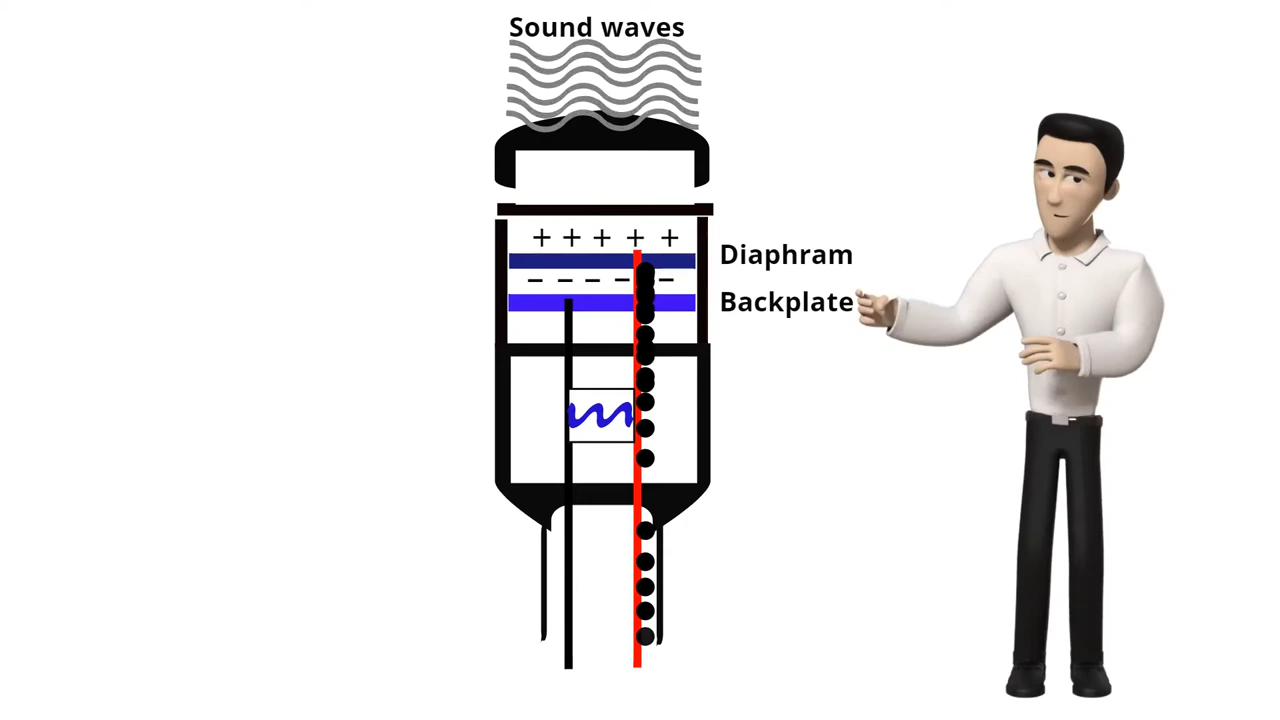 Sound waves
+ + + + +
Diaphram
- - - - -
Backplate